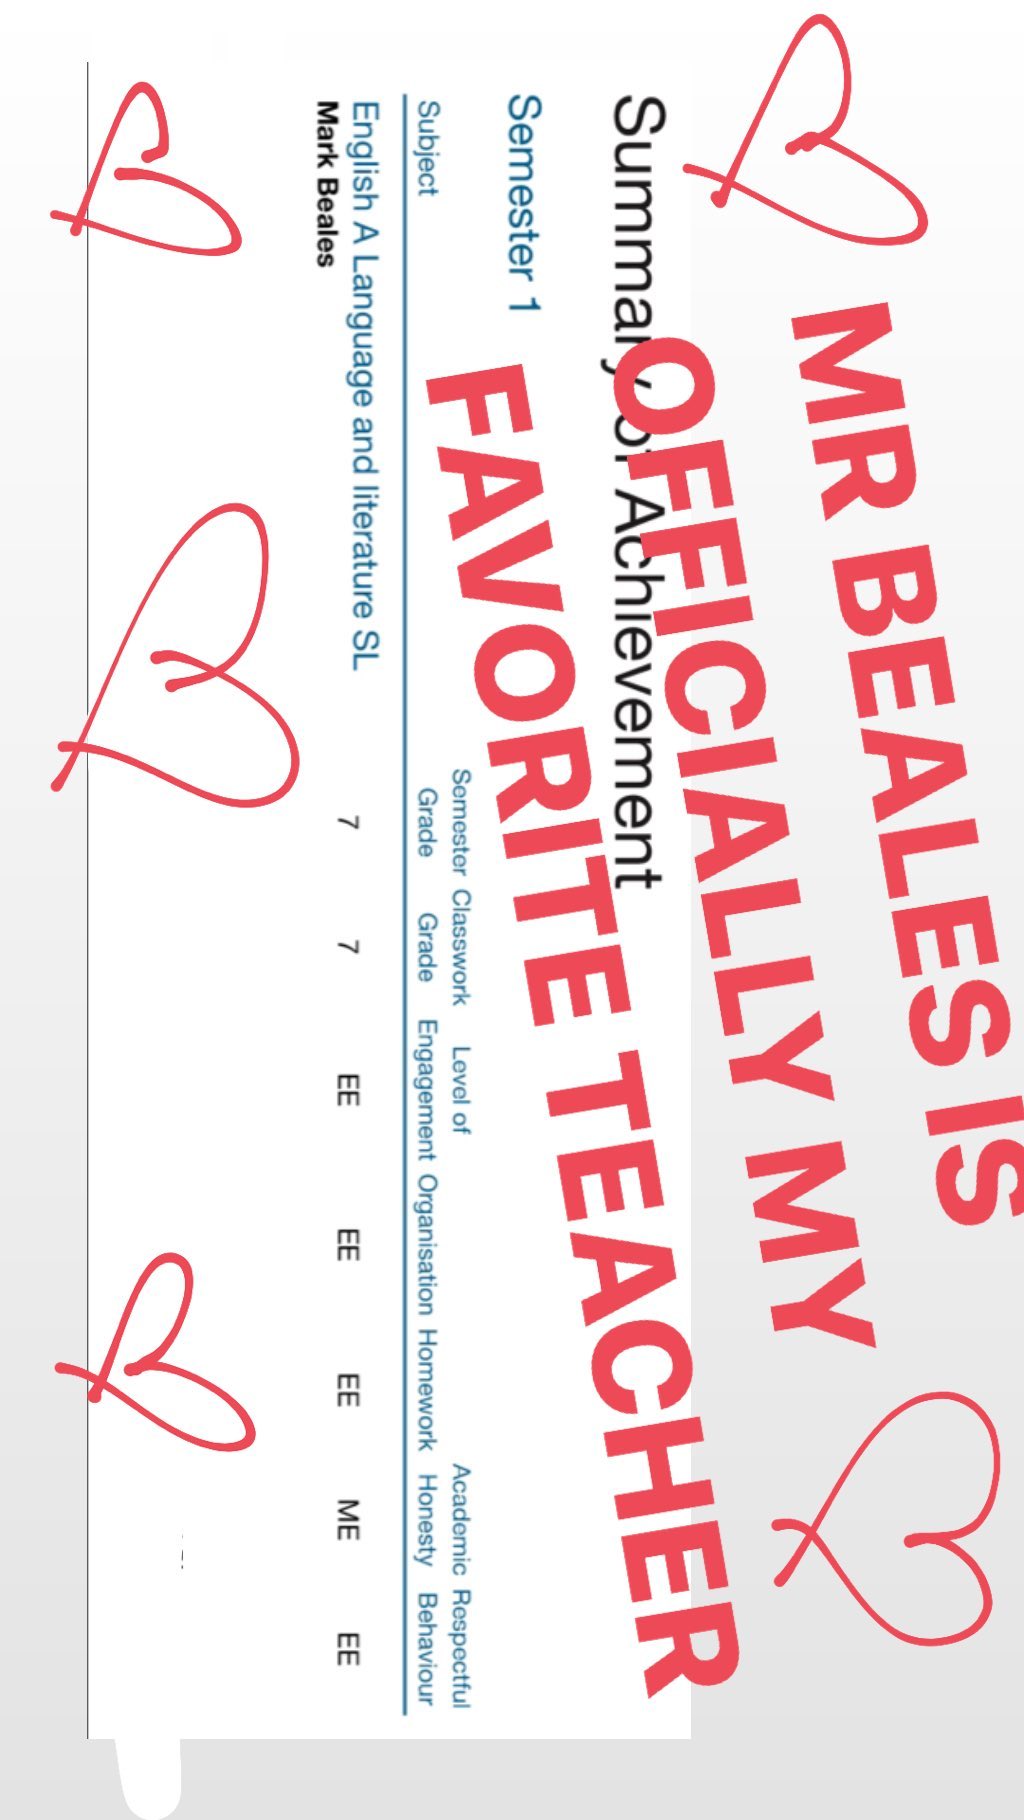 MR BEALES IS
OFFICIALLY MY
FAVORITE TEACHER
Summary of Achievement
Semester 1
Subject
Semester Grade
Classwork Grade
Level of Engagement
Organisation
Homework
Academic Honesty
Respectful Behaviour
English A Language and literature SL
Mark Beales
7 7 EE EE EE ME EE